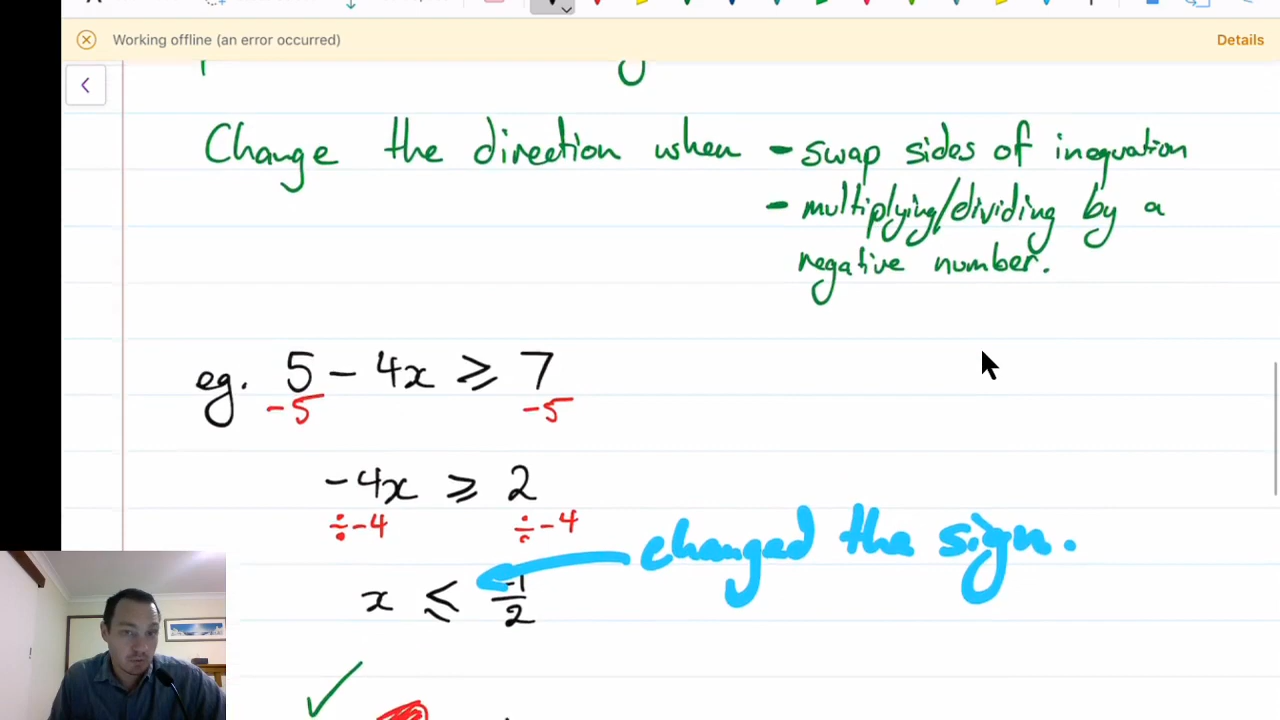 Working offline (an error occurred)
Details
Change the direction when - swap sides of inequation
- multiplying/dividing by a
negative number.
eg. 5 - 4x ⩾ 7
-5 -5
-4x ⩾ 2
÷-4 ÷-4
changed the sign.
x ⩽ -1/2